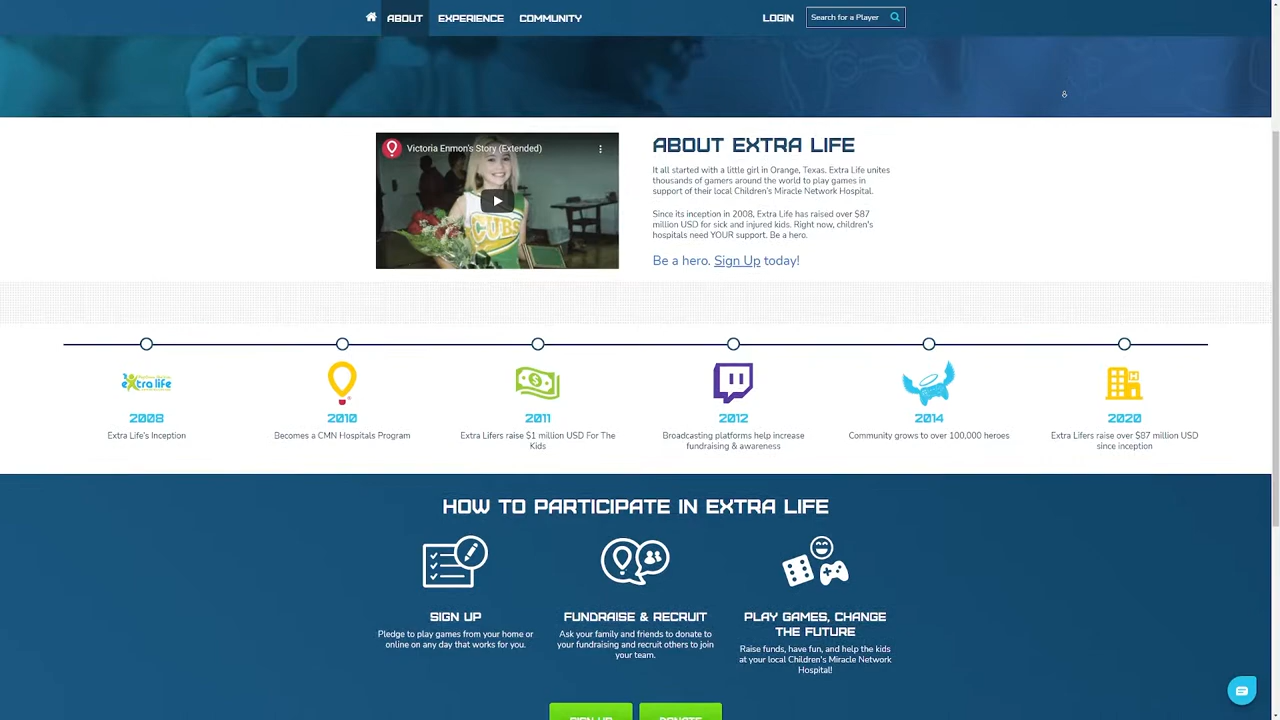 ABOUT
EXPERIENCE
COMMUNITY
LOGIN
Search for a Player
Victoria Enmon's Story (Extended)
CUBS
ABOUT EXTRA LIFE
It all started with a little girl in Orange, Texas. Extra Life unites
thousands of gamers around the world to play games in
support of their local Children's Miracle Network Hospital.
Since its inception in 2008, Extra Life has raised over $87
million USD for sick and injured kids. Right now, children's
hospitals need YOUR support. Be a hero.
Be a hero. Sign Up today!
extra life
2008
Extra Life's Inception
2010
Becomes a CMN Hospitals Program
2011
Extra Lifers raise $1 million USD For The
Kids
2012
Broadcasting platforms help increase
fundraising & awareness
2014
Community grows to over 100,000 heroes
H
2020
Extra Lifers raise over $87 million USD
since inception
HOW TO PARTICIPATE IN EXTRA LIFE
SIGN UP
Pledge to play games from your home or
online on any day that works for you.
FUNDRAISE & RECRUIT
Ask your family and friends to donate to
your fundraising and recruit others to join
your team.
PLAY GAMES, CHANGE
THE FUTURE
Raise funds, have fun, and help the kids
at your local Children's Miracle Network
Hospital!
SIGN UP
DONATE